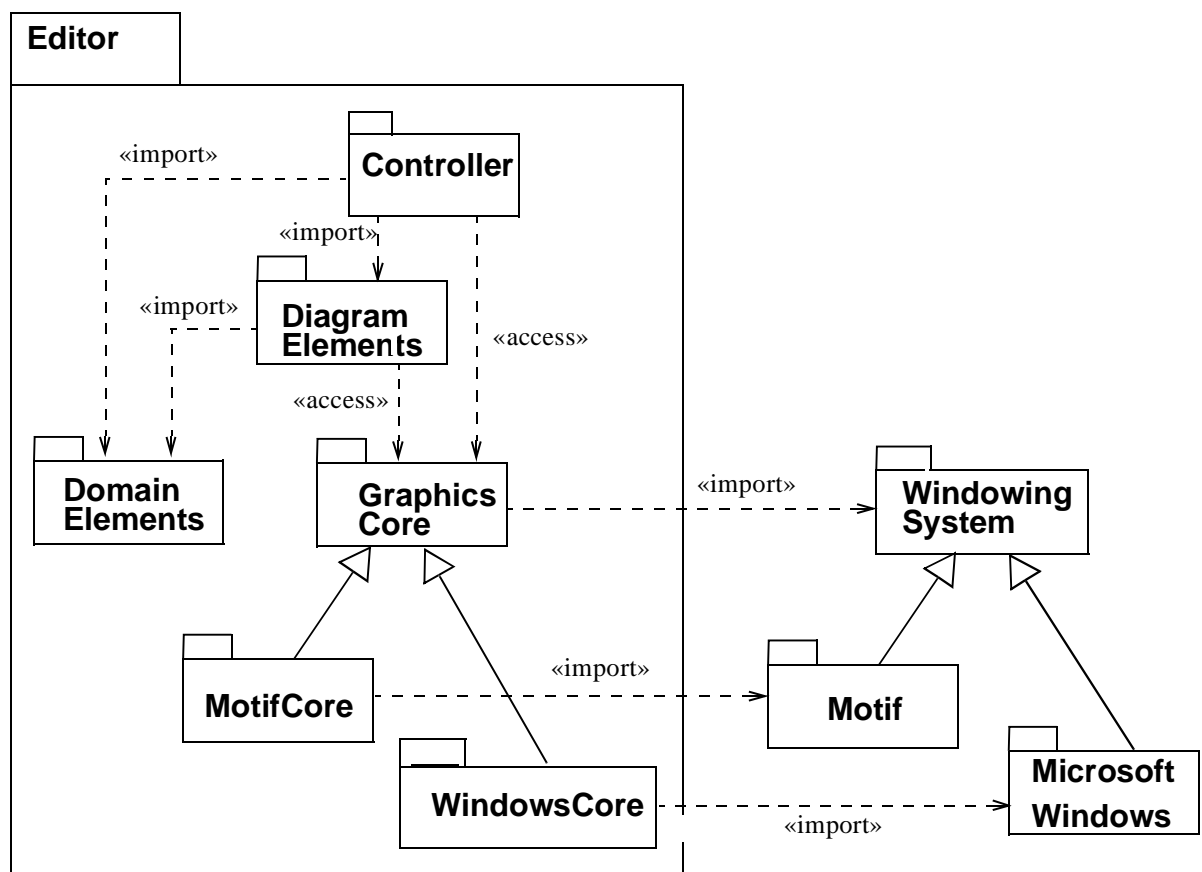 Editor
«import»
Controller
«import»
«import»
Diagram
Elements
«access»
«access»
Domain
Elements
Graphics
Core
«import»
Windowing
System
MotifCore
«import»
Motif
WindowsCore
«import»
Microsoft
Windows